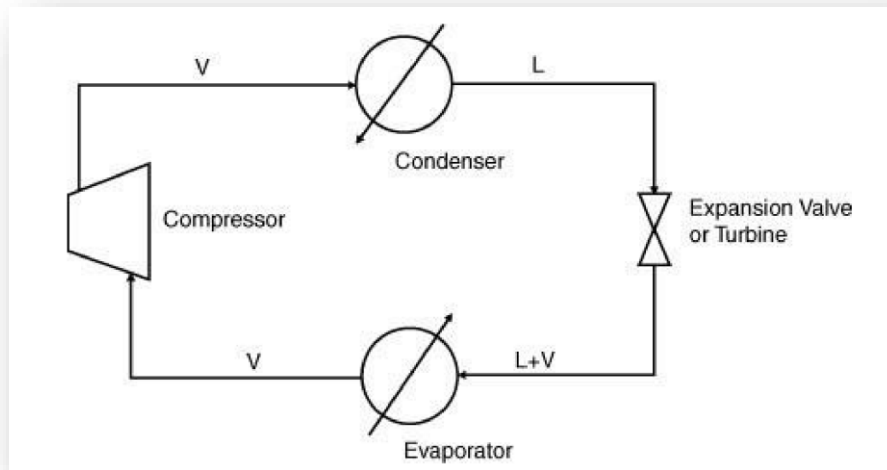 V
L
Condenser
Compressor
Expansion Valve
or Turbine
V
L+V
Evaporator